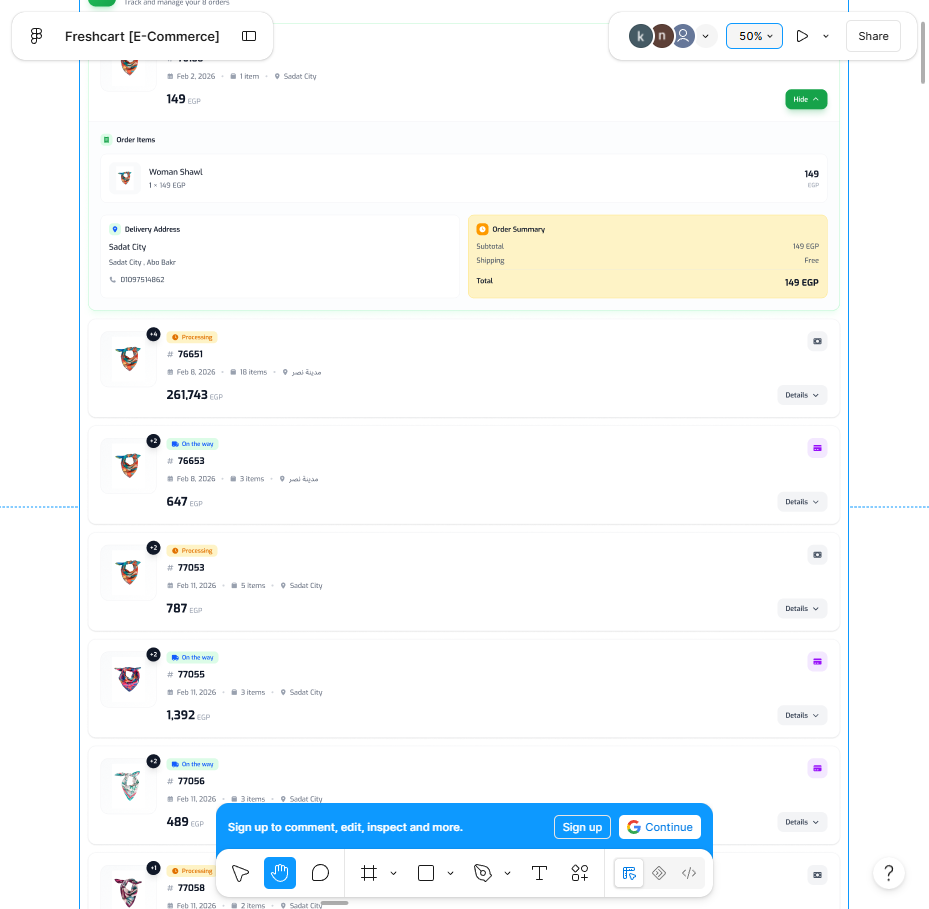 Track and manage your 8 orders
Freshcart [E-Commerce]
k n
50%
Share
Feb 2, 2026 1 item Sadat City
149 EGP
Hide
Order Items
Woman Shawl
1 × 149 EGP
149
EGP
Delivery Address
Sadat City
Sadat City . Abo Bakr
01097514862
Order Summary
Subtotal 149 EGP
Shipping Free
Total 149 EGP
+4
Processing
# 76651
Feb 8, 2026 18 items مدينة نصر
261,743 EGP
Details
+2
On the way
# 76653
Feb 8, 2026 3 items مدينة نصر
647 EGP
Details
+2
Processing
# 77053
Feb 11, 2026 5 items Sadat City
787 EGP
Details
+2
On the way
# 77055
Feb 11, 2026 3 items Sadat City
1,392 EGP
Details
+2
On the way
# 77056
Feb 11, 2026 3 items Sadat City
489 EGP
Details
Sign up to comment, edit, inspect and more.
Sign up
Continue
+1
Processing
# 77058
Feb 11, 2026 2 items Sadat City
?